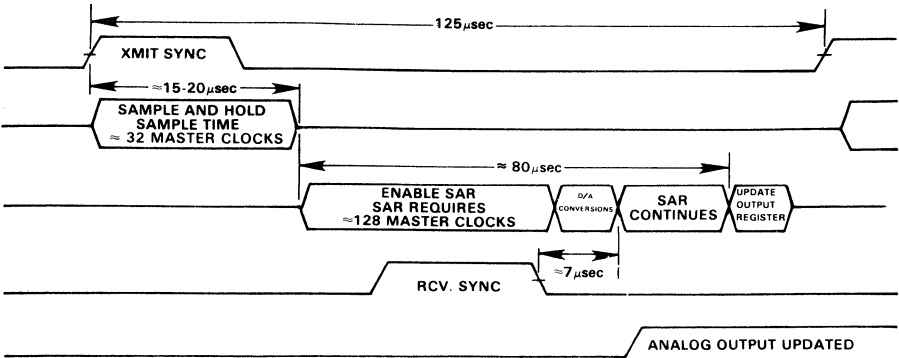 125μsec
XMIT SYNC
≈15-20μsec
SAMPLE AND HOLD
SAMPLE TIME
≈ 32 MASTER CLOCKS
≈ 80μsec
ENABLE SAR
SAR REQUIRES
≈128 MASTER CLOCKS
D/A
CONVERSIONS
SAR
CONTINUES
UPDATE
OUTPUT
REGISTER
≈7μsec
RCV. SYNC
ANALOG OUTPUT UPDATED